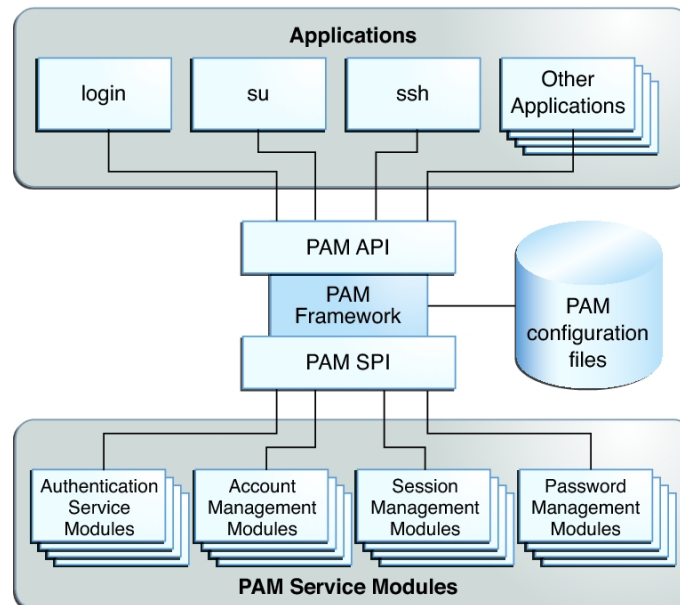 Applications
login
su
ssh
Other
Applications
PAM API
PAM
Framework
PAM SPI
PAM
configuration
files
Authentication
Service
Modules
Account
Management
Modules
Session
Management
Modules
Password
Management
Modules
PAM Service Modules